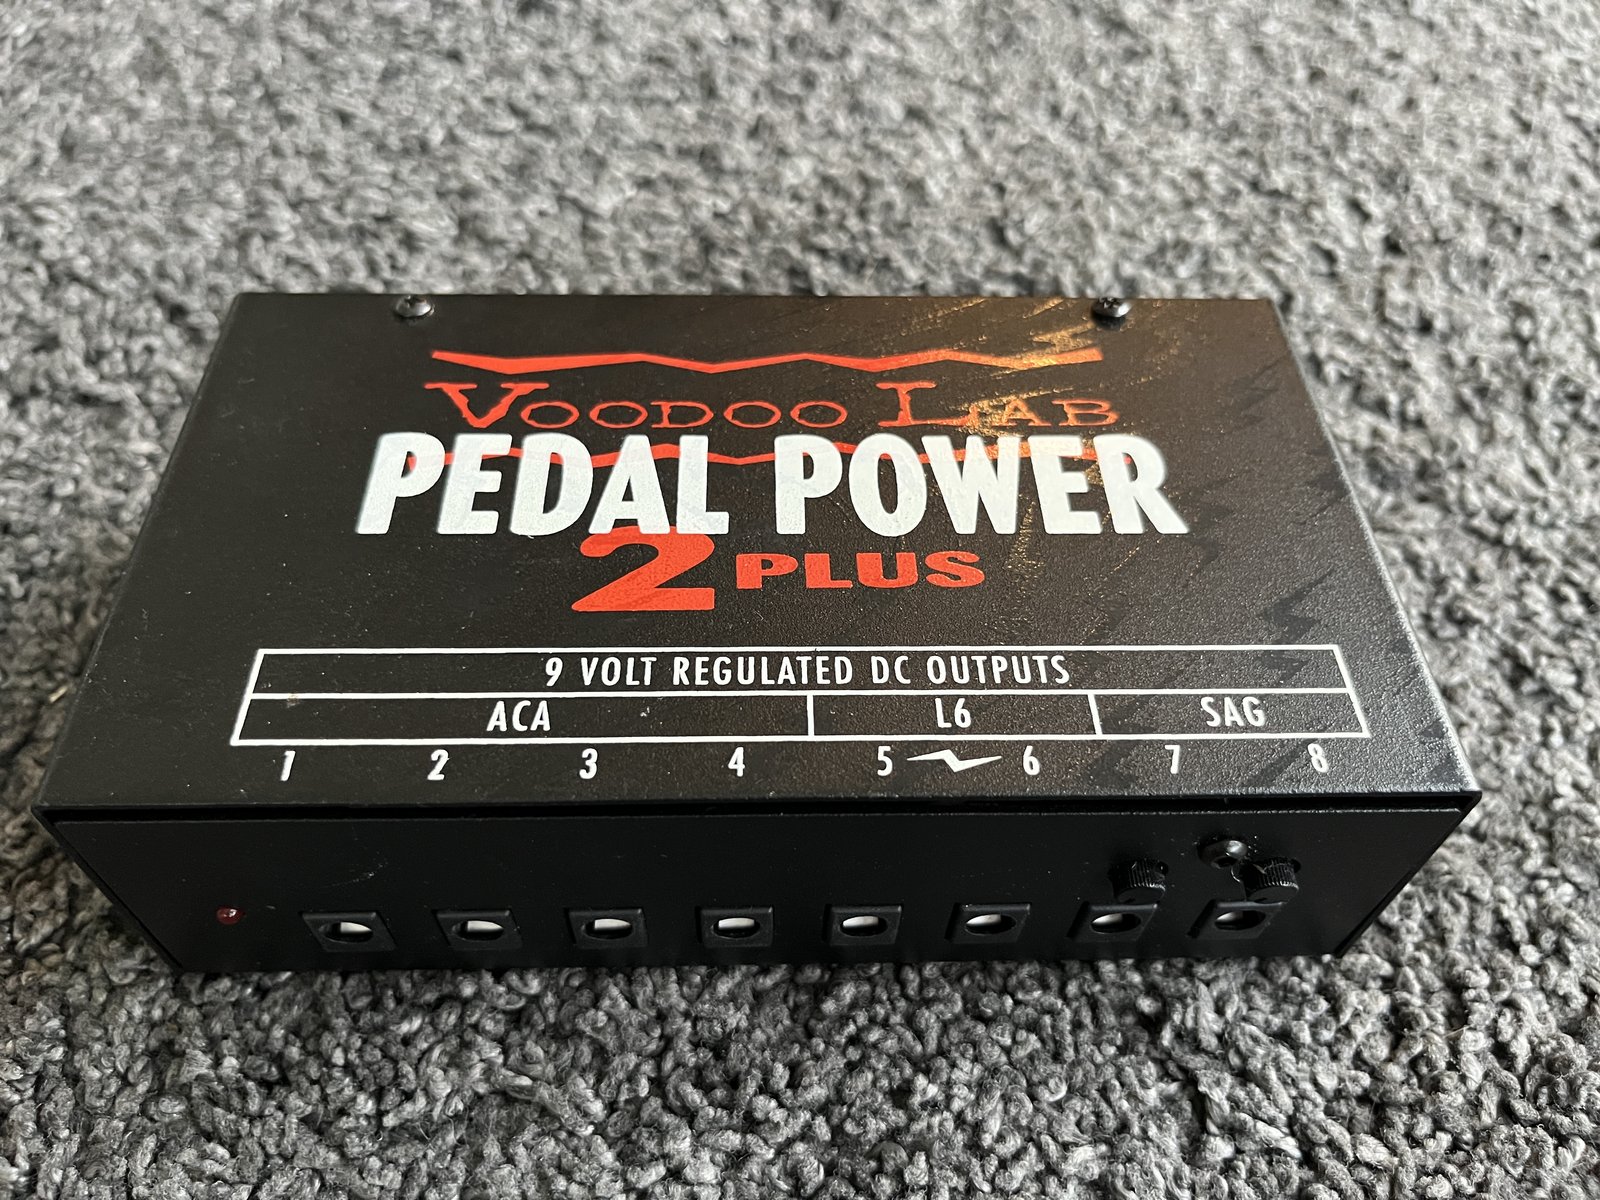 VOODOO LAB
PEDAL POWER
2 PLUS
9 VOLT REGULATED DC OUTPUTS
ACA L6 SAG
1 2 3 4 5 6 7 8